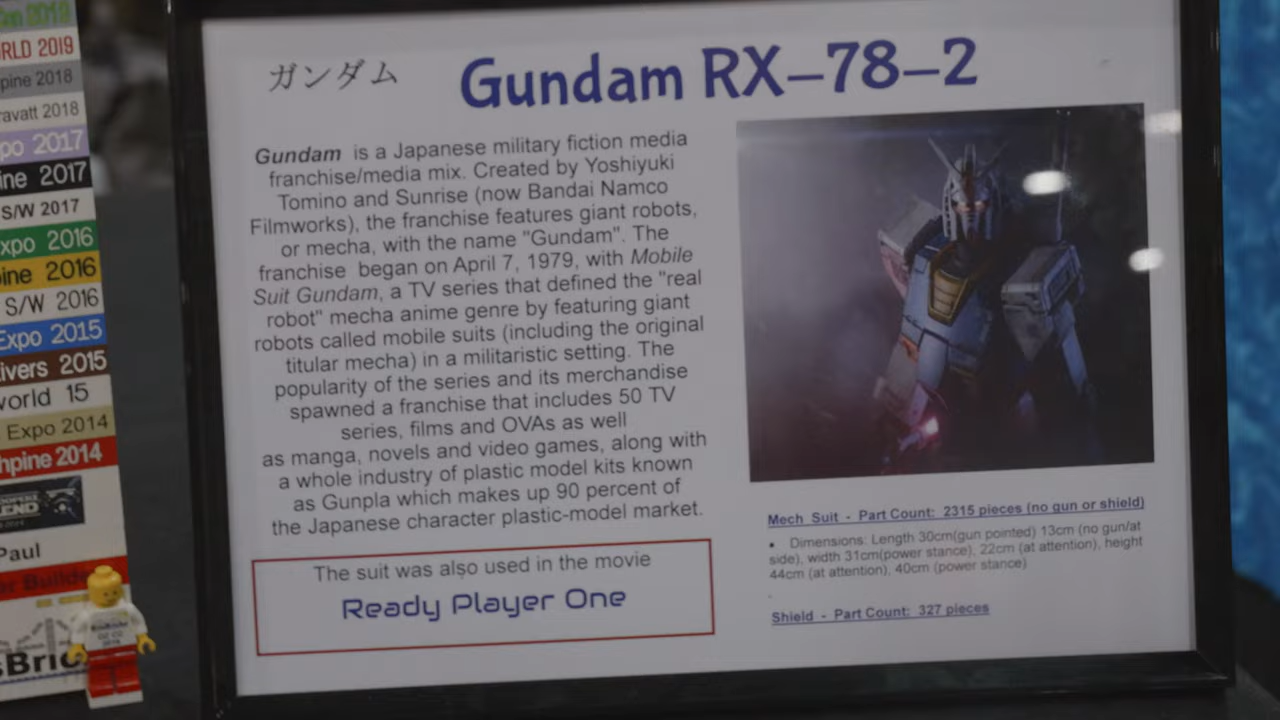 2018
RLD 2019
pine 2018
ravatt 2018
po 2017
ine 2017
S/W 2017
xpo 2016
ine 2016
S/W 2016
Expo 2015
ivers 2015
world 15
Expo 2014
hpine 2014
END
Paul
er Builde
sBric
ガンダム
Gundam RX-78-2
Gundam is a Japanese military fiction media
franchise/media mix. Created by Yoshiyuki
Tomino and Sunrise (now Bandai Namco
Filmworks), the franchise features giant robots,
or mecha, with the name "Gundam". The
franchise began on April 7, 1979, with Mobile
Suit Gundam, a TV series that defined the "real
robot" mecha anime genre by featuring giant
robots called mobile suits (including the original
titular mecha) in a militaristic setting. The
popularity of the series and its merchandise
spawned a franchise that includes 50 TV
series, films and OVAs as well
as manga, novels and video games, along with
a whole industry of plastic model kits known
as Gunpla which makes up 90 percent of
the Japanese character plastic-model market.
The suit was also used in the movie
Ready Player One
Mech Suit - Part Count: 2315 pieces (no gun or shield)
• Dimensions: Length 30cm(gun pointed) 13cm (no gun/at
side), width 31cm(power stance), 22cm (at attention), height
44cm (at attention), 40cm (power stance)
Shield - Part Count: 327 pieces